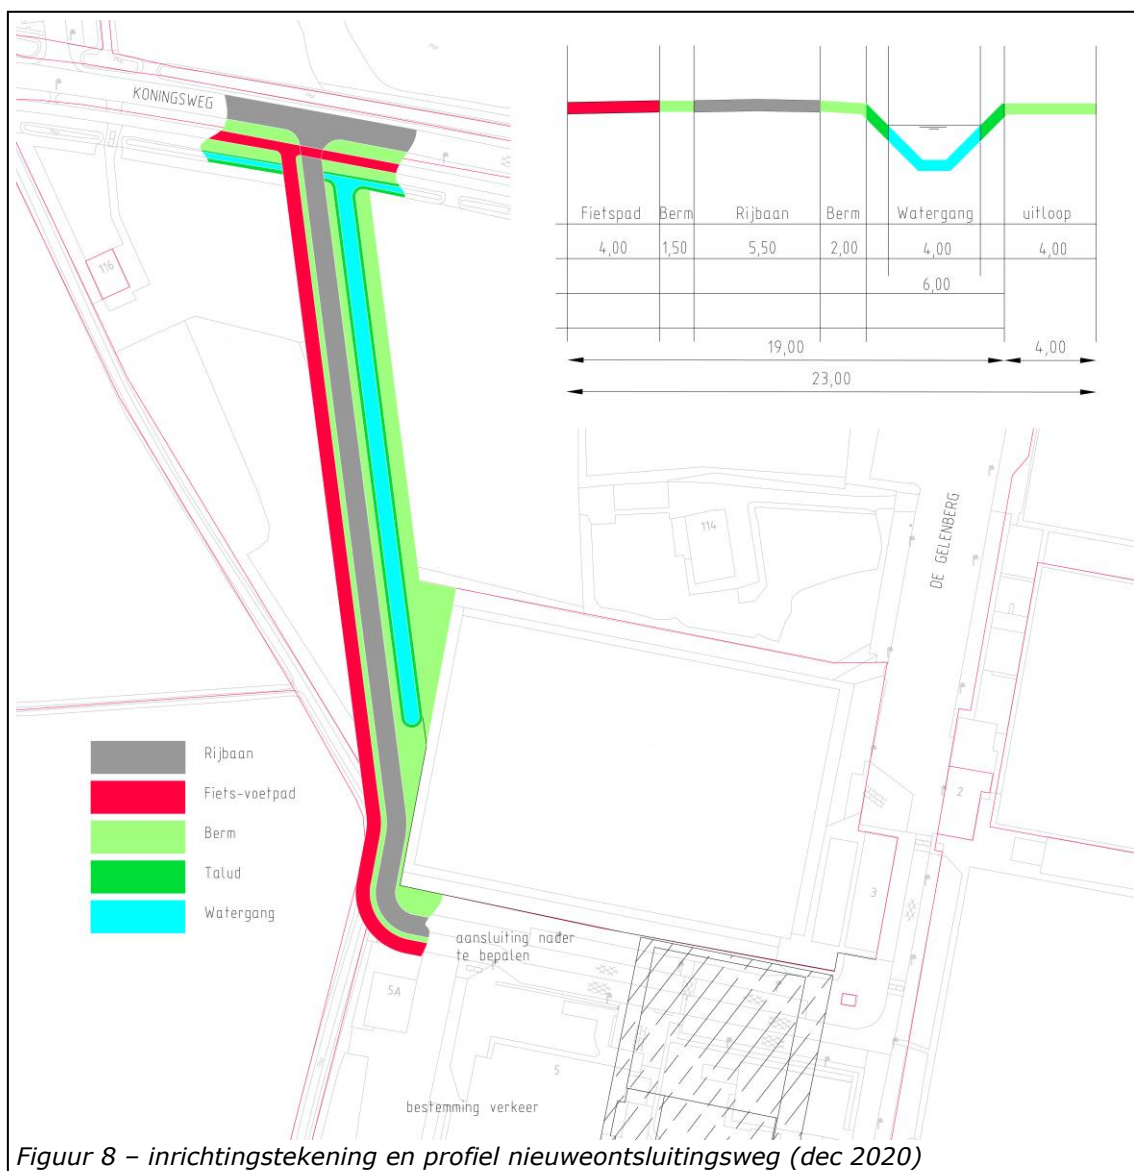 KONINGSWEG
116
Fietspad Berm Rijbaan Berm Watergang uitloop
4,00 1,50 5,50 2,00 4,00 4,00
6,00
19,00 4,00
23,00
114
DE GELENBERG
Rijbaan
Fiets-voetpad
Berm
Talud
Watergang
2
3
aansluiting nader
te bepalen
5A
5
bestemming verkeer
Figuur 8 – inrichtingstekening en profiel nieuweontsluitingsweg (dec 2020)